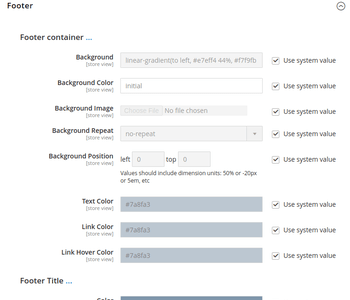 Footer
Footer container ...
Background
[store view]
linear-gradient(to left, #e7eff4 44%, #f7f9fb
Use system value
Background Color
[store view]
initial
Use system value
Background Image
[store view]
Choose File No file chosen
Use system value
Background Repeat
[store view]
no-repeat
Use system value
Background Position
[store view]
left 0 top 0
Use system value
Values should include dimension units: 50% or -20px
or 5em, etc
Text Color
[store view]
#7a8fa3
Use system value
Link Color
[store view]
#7a8fa3
Use system value
Link Hover Color
[store view]
#7a8fa3
Use system value
Footer Title ...